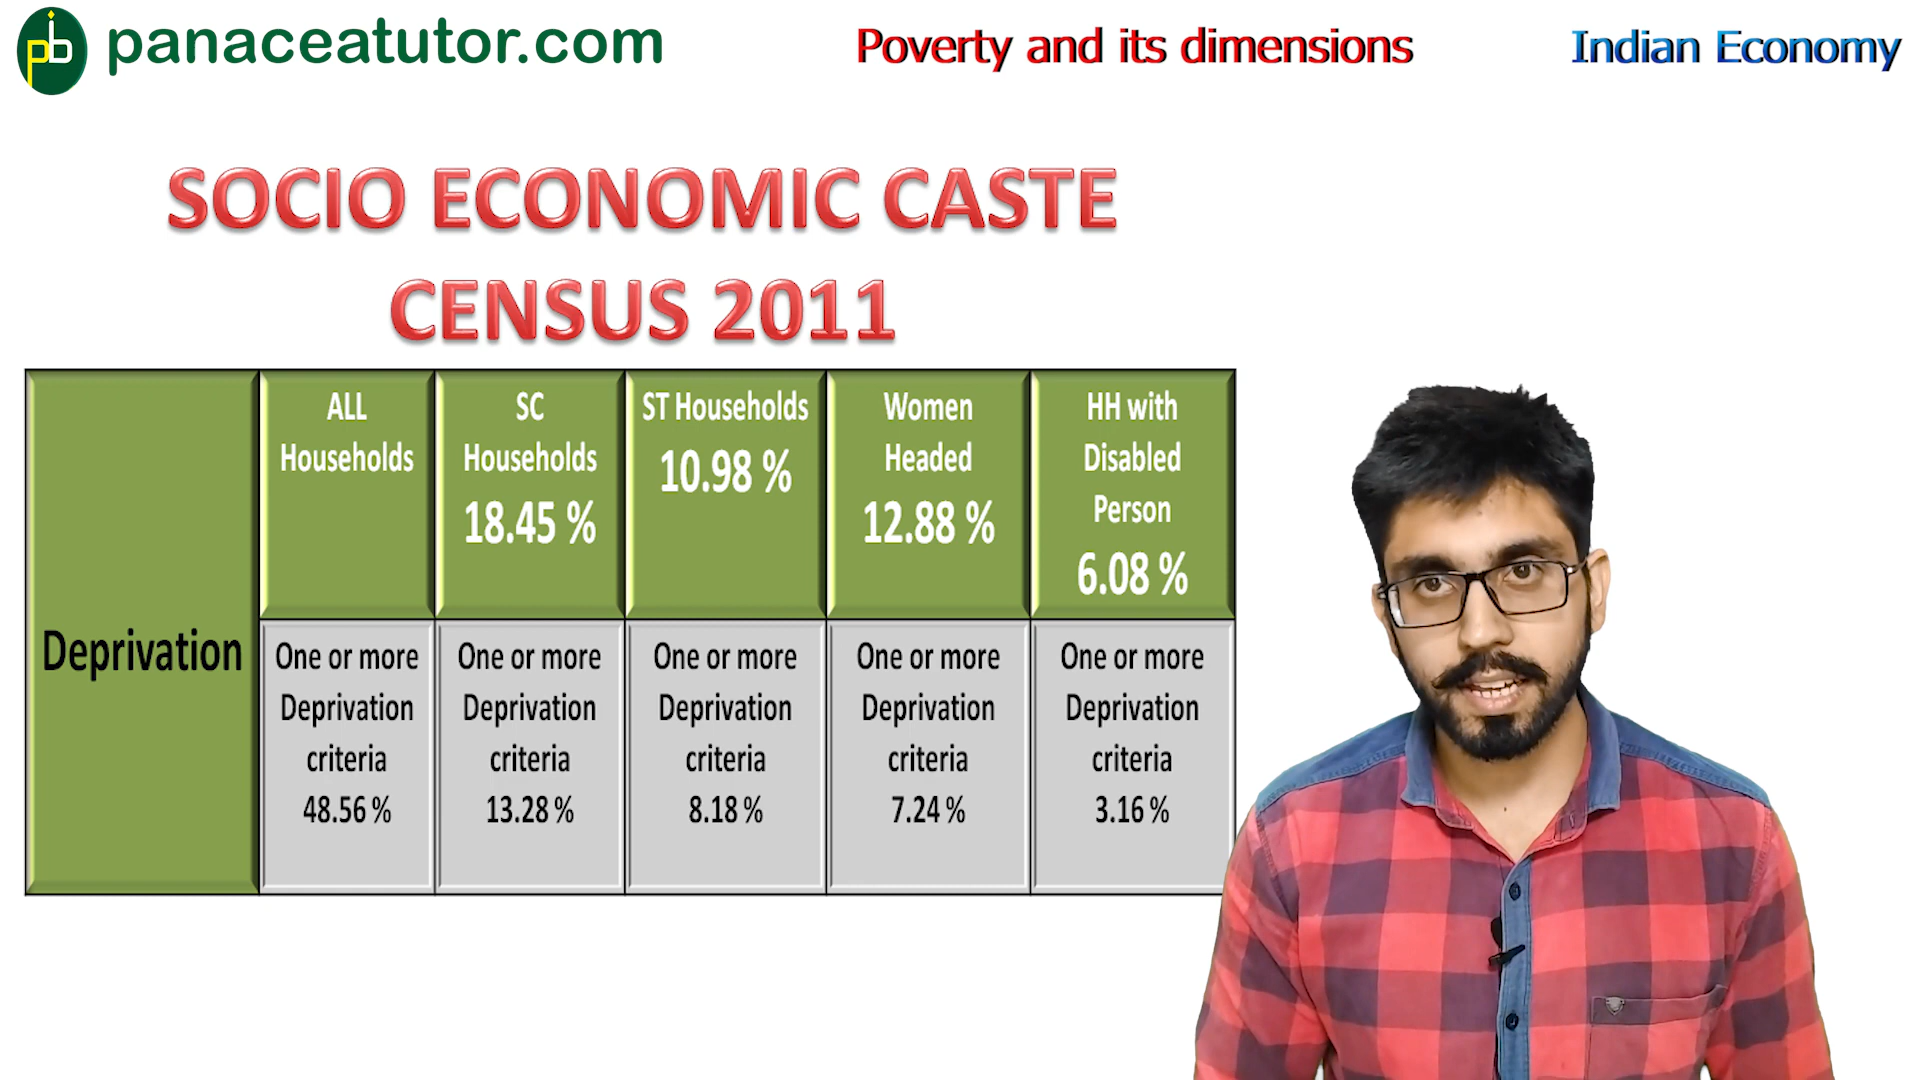 pb panaceatutor.com
Poverty and its dimensions
Indian Economy
SOCIO ECONOMIC CASTE
CENSUS 2011
Deprivation
ALL
Households
SC
Households
18.45 %
ST Households
10.98 %
Women
Headed
12.88 %
HH with
Disabled
Person
6.08 %
One or more
Deprivation
criteria
48.56 %
One or more
Deprivation
criteria
13.28 %
One or more
Deprivation
criteria
8.18 %
One or more
Deprivation
criteria
7.24 %
One or more
Deprivation
criteria
3.16 %